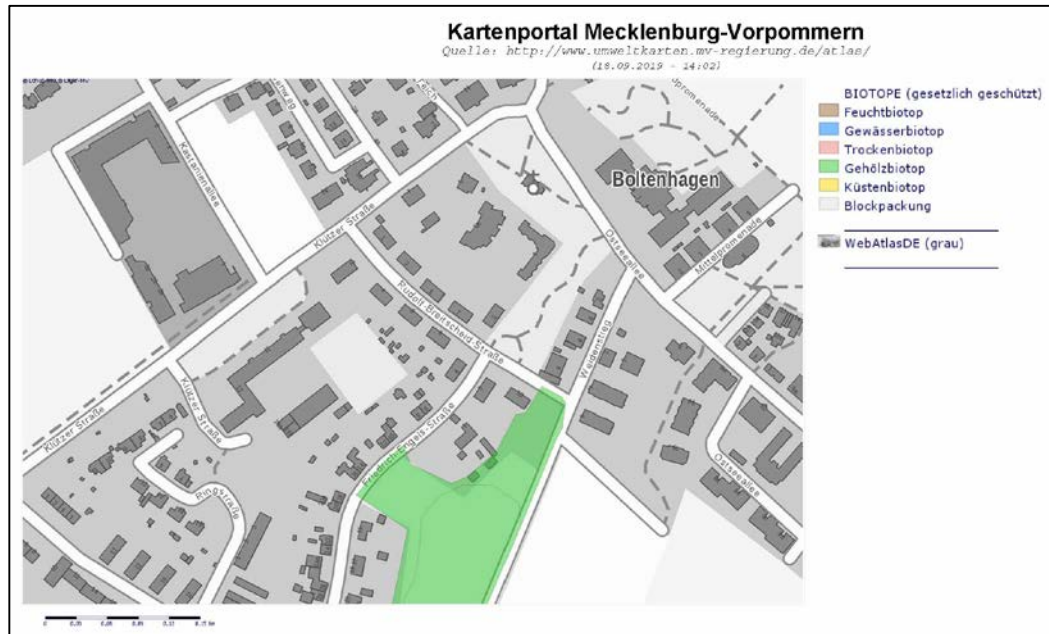 Kartenportal Mecklenburg-Vorpommern
Quelle: http://www.umweltkarten.mv-regierung.de/atlas/
(18.09.2019 - 14:02)
BIOTOPE (gesetzlich geschützt)
Feuchtbiotop
Gewässerbiotop
Trockenbiotop
Gehölzbiotop
Küstenbiotop
Blockpackung
WebAtlasDE (grau)
Kastanienallee
Klützer Straße
Boltenhagen
Ostseeallee
Mittelpromenade
Rudolf-Breitscheid-Straße
Weidenstieg
Klützer Straße
Klützer Straße
Friedrich-Engels-Straße
Ringstraße
Ostseeallee